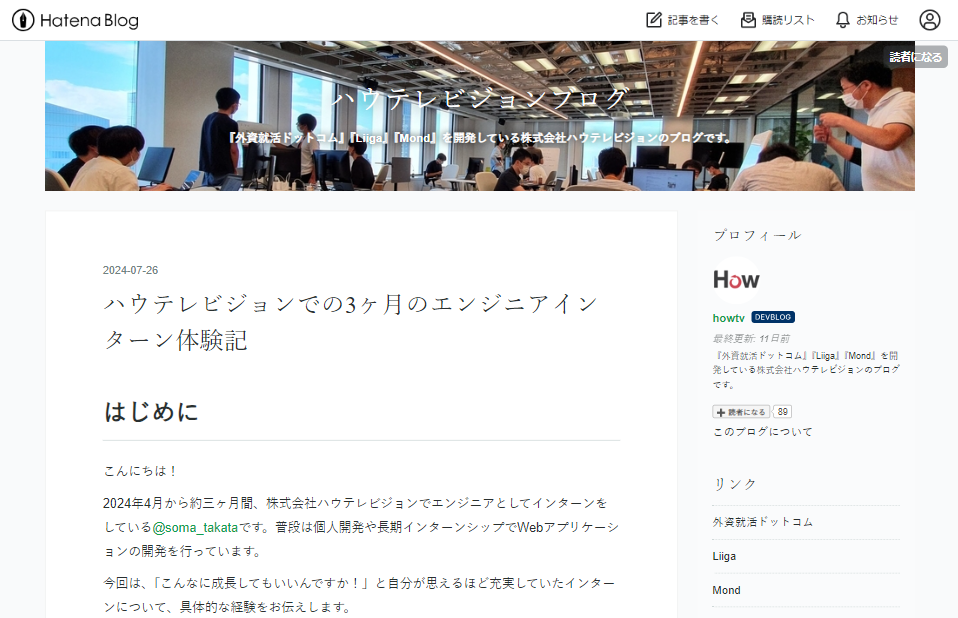 Hatena Blog
記事を書く
購読リスト
お知らせ
読者になる
ハウテレビジョンブログ
『外資就活ドットコム』『Liiga』『Mond』を開発している株式会社ハウテレビジョンのブログです。
2024-07-26
ハウテレビジョンでの3ヶ月のエンジニアイン
ターン体験記
はじめに
こんにちは！
2024年4月から約三ヶ月間、株式会社ハウテレビジョンでエンジニアとしてインターンを
している@soma_takataです。普段は個人開発や長期インターンシップでWebアプリケーシ
ョンの開発を行っています。
今回は、「こんなに成長してもいいんですか！」と自分が思えるほど充実していたインター
ンについて、具体的な経験をお伝えします。
プロフィール
How
howtv DEVBLOG
最終更新: 11日前
『外資就活ドットコム』『Liiga』『Mond』を開
発している株式会社ハウテレビジョンのブログ
です。
読者になる 89
このブログについて
リンク
外資就活ドットコム
Liiga
Mond